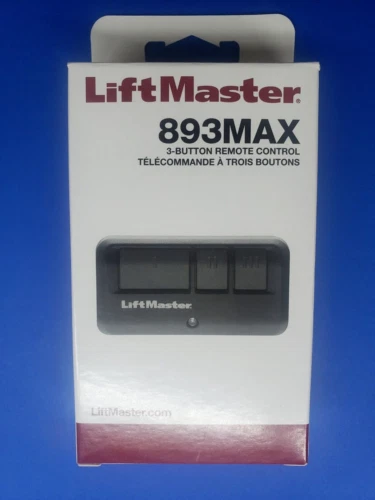 LiftMaster®
893MAX
3-BUTTON REMOTE CONTROL
TÉLÉCOMMANDE À TROIS BOUTONS
LiftMaster
LiftMaster.com